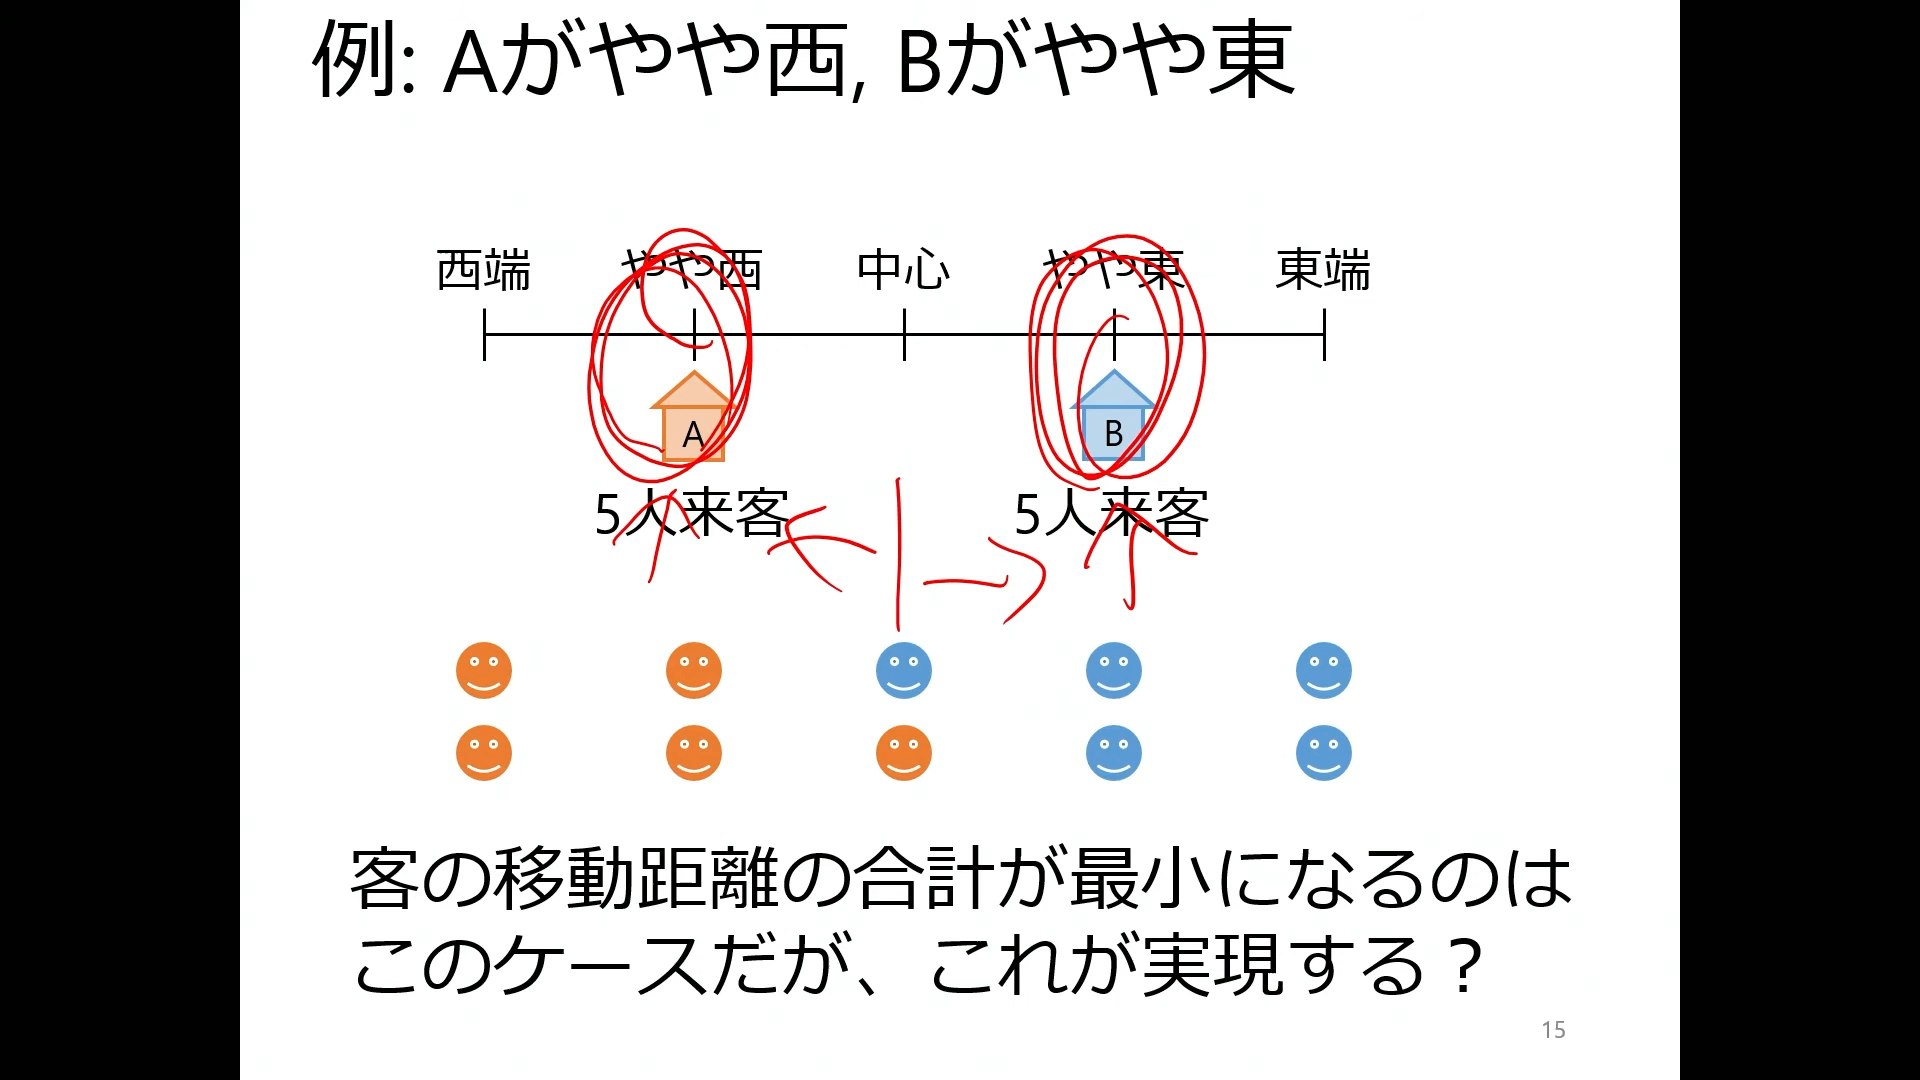 例: Aがやや西, Bがやや東
西端 やや西 中心 やや東 東端
A B
5人来客 5人来客
客の移動距離の合計が最小になるのは
このケースだが、これが実現する？
15